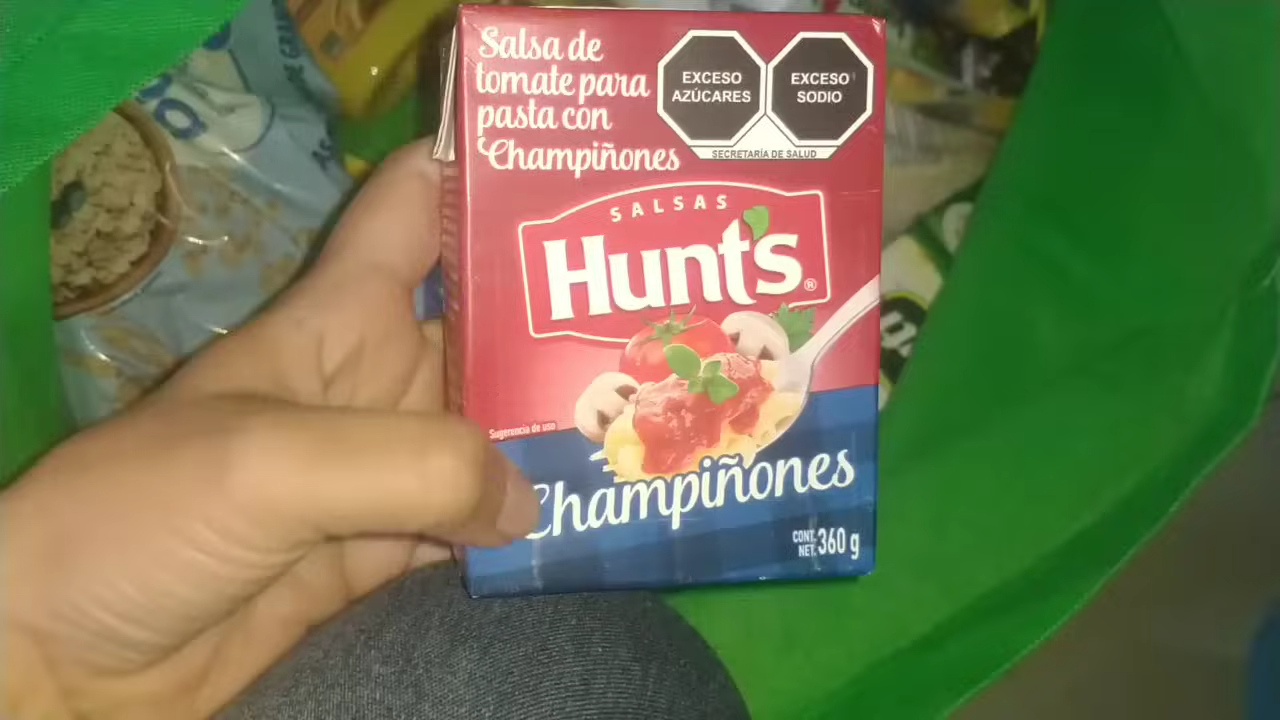 Salsa de
tomate para
pasta con
Champiñones
EXCESO
AZÚCARES
EXCESO
SODIO
SECRETARÍA DE SALUD
SALSAS
Hunt's®
Sugerencia de uso
Champiñones
CONT.
NET. 360 g